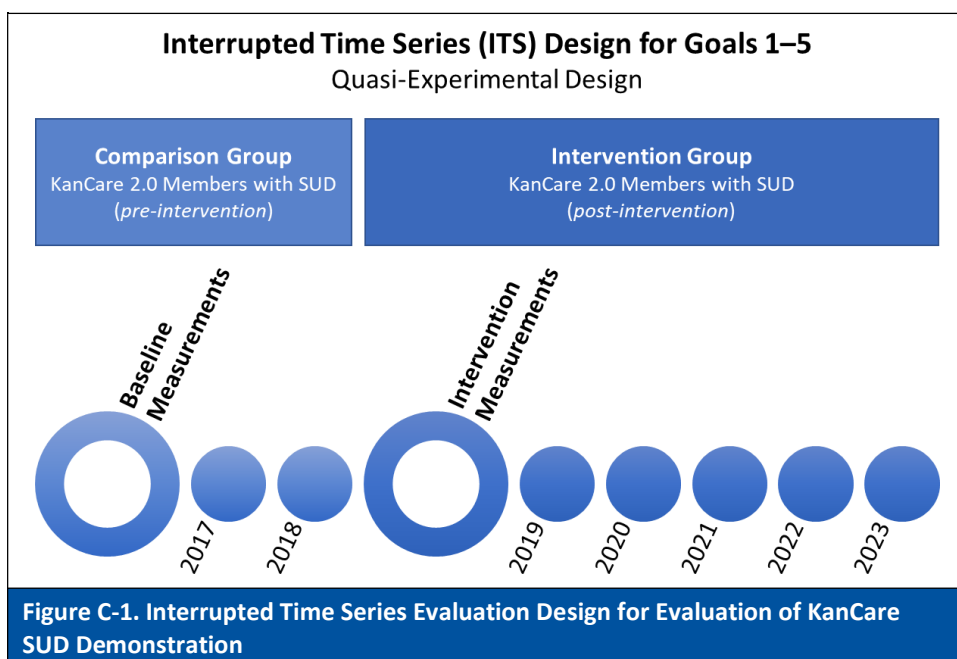 Interrupted Time Series (ITS) Design for Goals 1–5
Quasi-Experimental Design
Comparison Group
KanCare 2.0 Members with SUD
(pre-intervention)
Intervention Group
KanCare 2.0 Members with SUD
(post-intervention)
Baseline
Measurements
2017
2018
Intervention
Measurements
2019
2020
2021
2022
2023
Figure C-1. Interrupted Time Series Evaluation Design for Evaluation of KanCare
SUD Demonstration